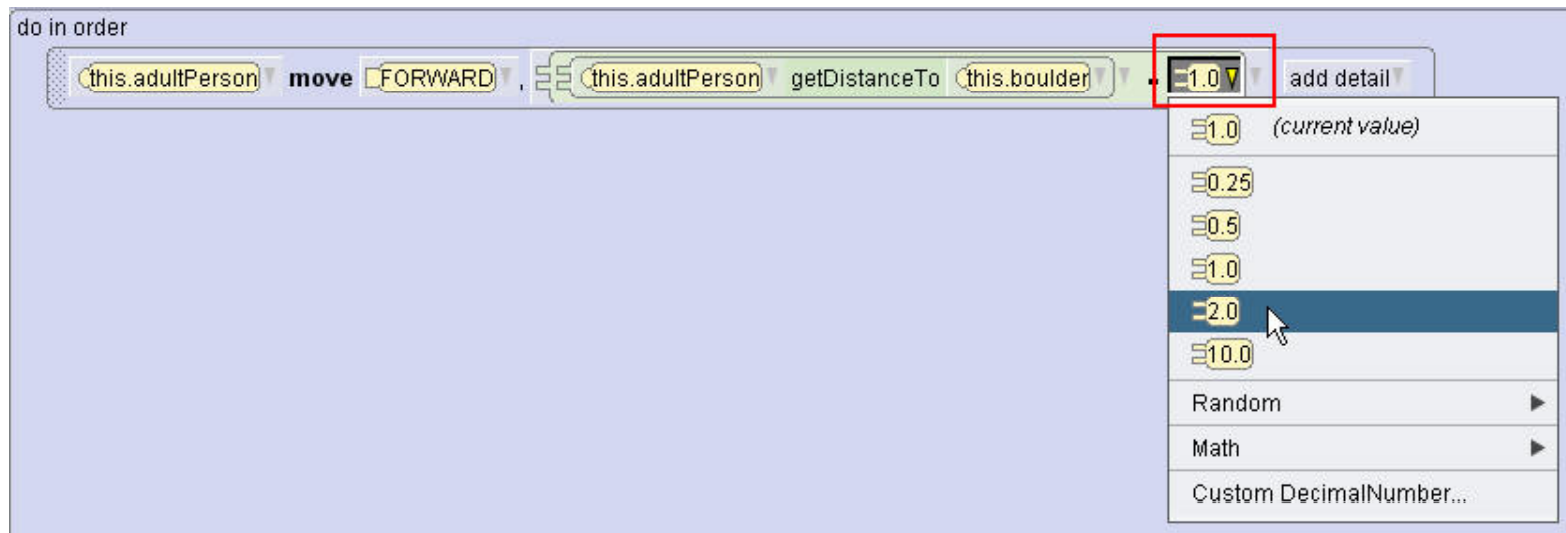 do in order
this.adultPerson move FORWARD , this.adultPerson getDistanceTo this.boulder - 1.0 add detail
1.0 (current value)
0.25
0.5
1.0
2.0
10.0
Random
Math
Custom DecimalNumber...